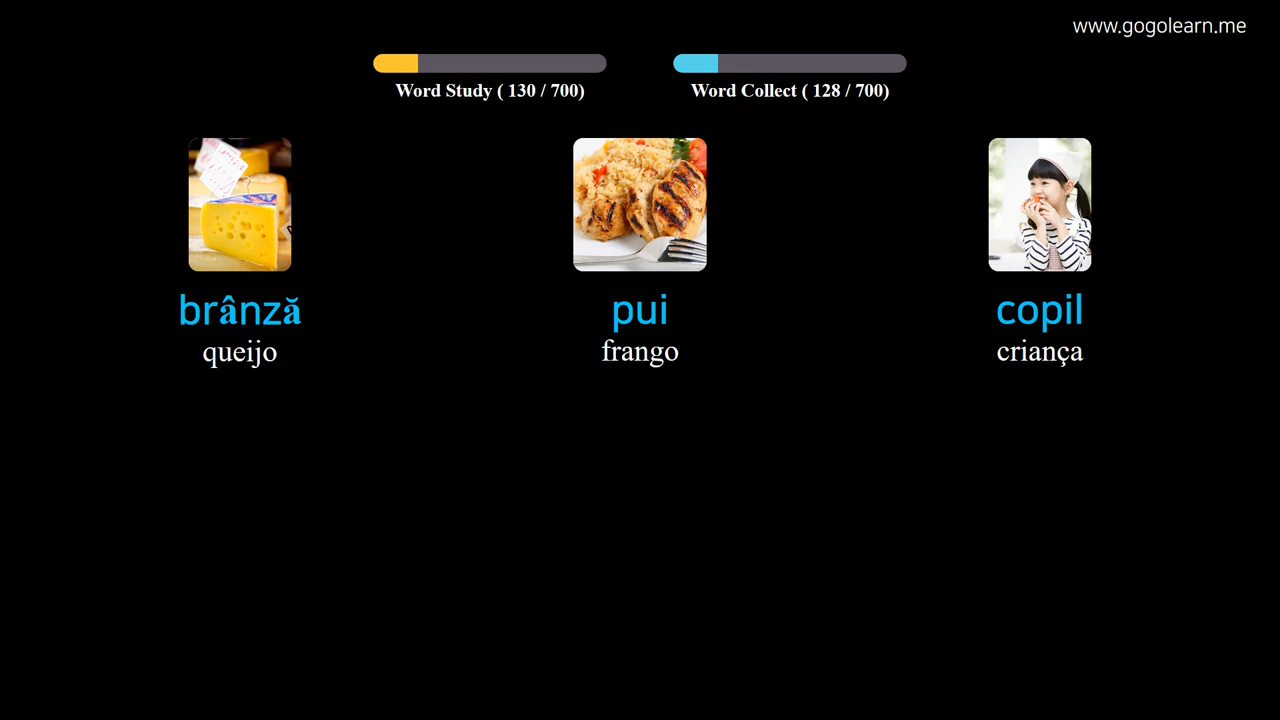 www.gogolearn.me
Word Study ( 130 / 700)
Word Collect ( 128 / 700)
brânză
pui
copil
queijo
frango
criança